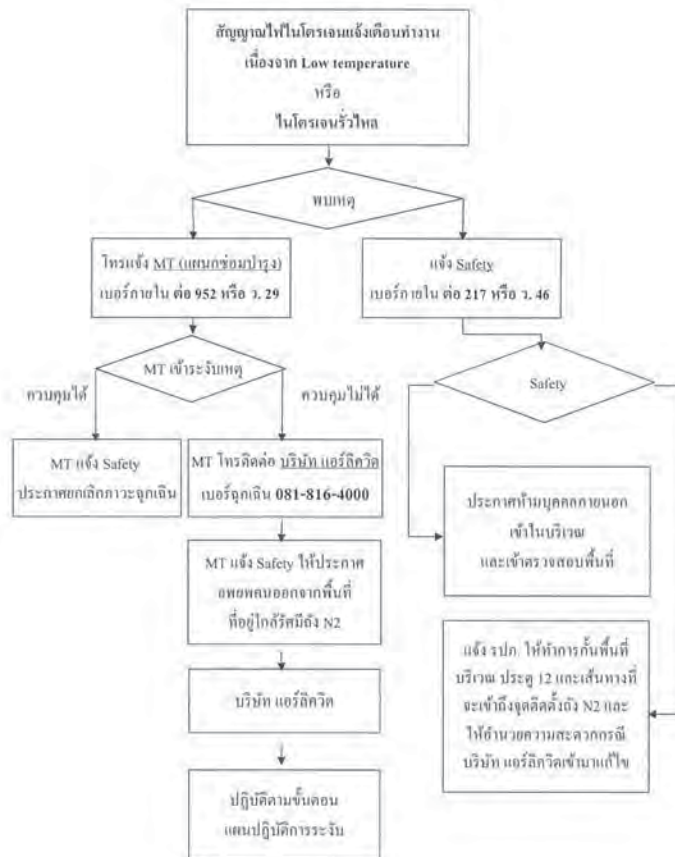 สัญญาณไฟไนโตรเจนแจ้งเตือนทำงาน
เนื่องจาก Low temperature
หรือ
ไนโตรเจนรั่วไหล
พบเหตุ
โทรแจ้ง MT (แผนกซ่อมบำรุง)
เบอร์ภายใน ต่อ 952 หรือ ว. 29
แจ้ง Safety
เบอร์ภายใน ต่อ 217 หรือ ว. 46
MT เข้าระงับเหตุ
ควบคุมได้
ควบคุมไม่ได้
Safety
MT แจ้ง Safety
ประกาศยกเลิกภาวะฉุกเฉิน
MT โทรติดต่อ บริษัท แอร์ลิควิด
เบอร์ฉุกเฉิน 081-816-4000
ประกาศห้ามบุคคลภายนอก
เข้าในบริเวณ
และเข้าตรวจสอบพื้นที่
MT แจ้ง Safety ให้ประกาศ
อพยพคนออกจากพื้นที่
ที่อยู่ใกล้รัศมีถัง N2
แจ้ง รปภ. ให้ทำการกั้นพื้นที่
บริเวณ ประตู 12 และเส้นทางที่
จะเข้าถึงจุดติดตั้งถัง N2 และ
ให้อำนวยความสะดวกกรณี
บริษัท แอร์ลิควิดเข้ามาแก้ไข
บริษัท แอร์ลิควิด
ปฏิบัติตามขั้นตอน
แผนปฏิบัติการระงับ